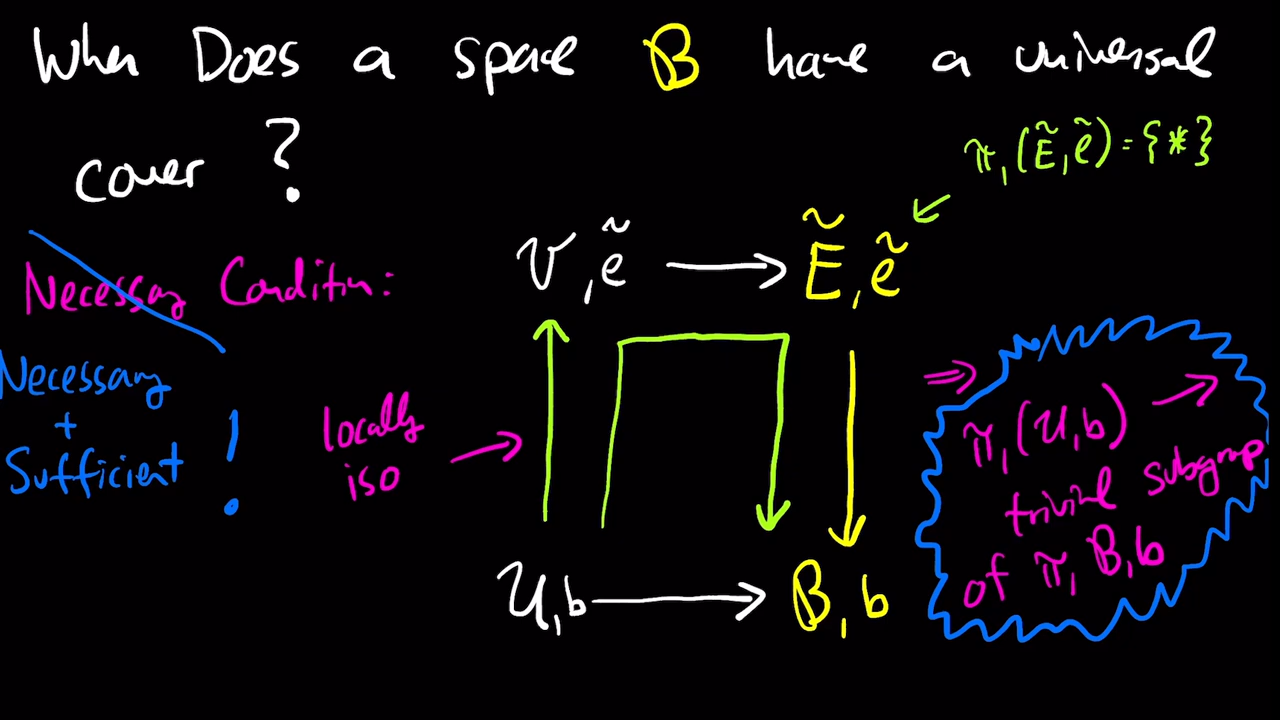 When Does a space B have a universal
cover ?
π₁(Ẽ,ẽ) = {*}
Necessary Condition:
Necessary
+
Sufficient !
locally
iso
V,ẽ → Ẽ,ẽ
U,b → B,b
⇒ π₁(U,b) →
trivial subgroup
of π₁ B,b